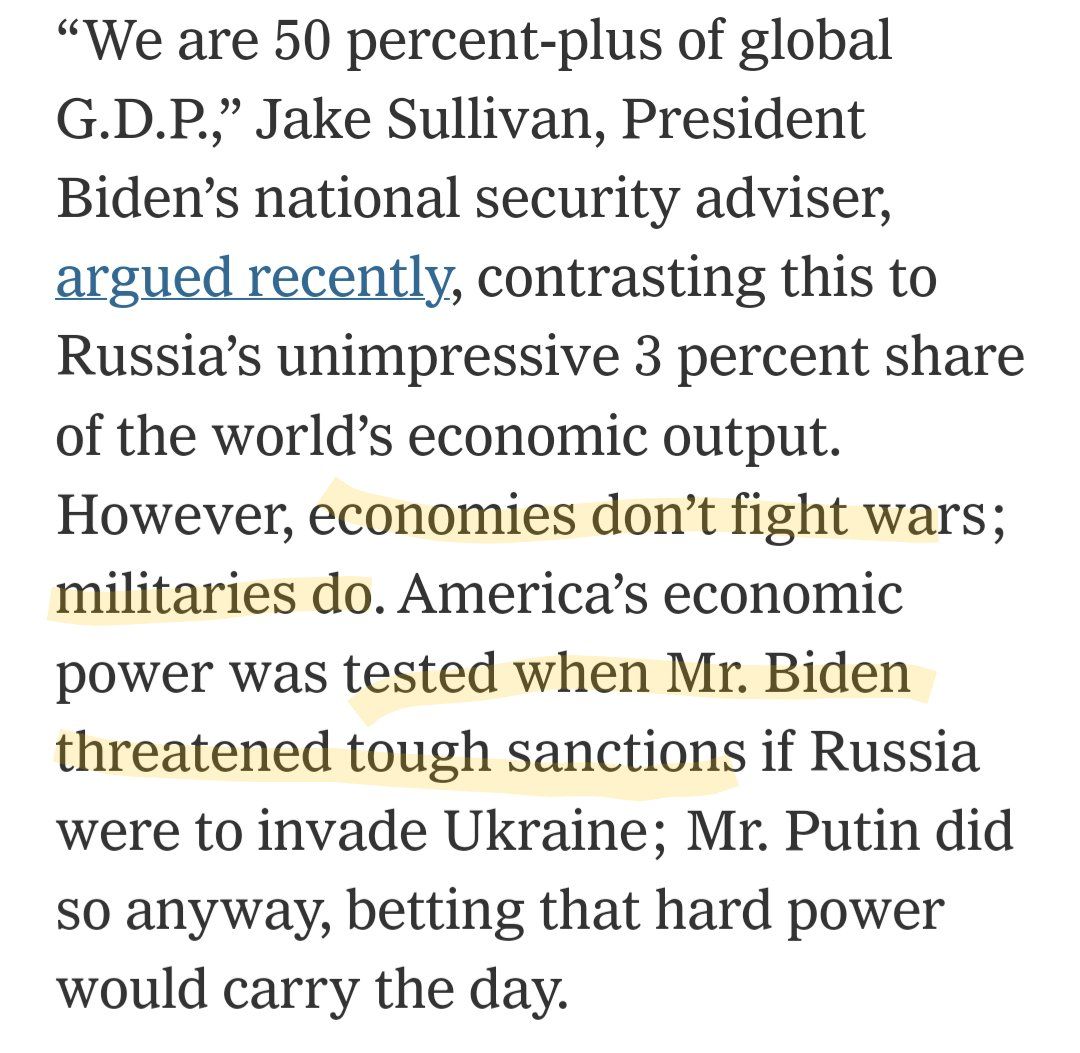 “We are 50 percent-plus of global
G.D.P.,” Jake Sullivan, President
Biden’s national security adviser,
argued recently, contrasting this to
Russia’s unimpressive 3 percent share
of the world’s economic output.
However, economies don’t fight wars;
militaries do. America’s economic
power was tested when Mr. Biden
threatened tough sanctions if Russia
were to invade Ukraine; Mr. Putin did
so anyway, betting that hard power
would carry the day.